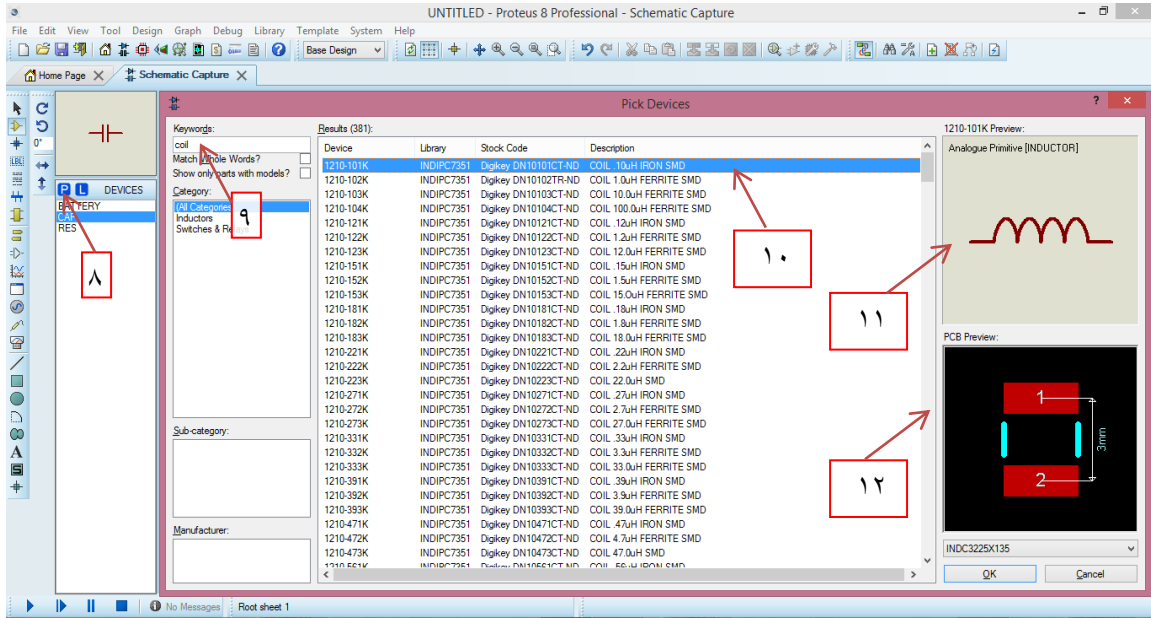 UNTITLED - Proteus 8 Professional - Schematic Capture
File Edit View Tool Design Graph Debug Library Template System Help
Base Design
Home Page
Schematic Capture
Pick Devices
0°
P L DEVICES
BATTERY
CAP
RES
٨
Keywords:
coil
Match Whole Words?
Show only parts with models?
Category:
(All Categories)
Inductors
Switches & Relays
٩
Sub-category:
Manufacturer:
Results (381):
Device Library Stock Code Description
1210-101K INDIPC7351 Digikey DN10101CT-ND COIL .10uH IRON SMD
1210-102K INDIPC7351 Digikey DN10102TR-ND COIL 1.0uH FERRITE SMD
1210-103K INDIPC7351 Digikey DN10103CT-ND COIL 10.0uH FERRITE SMD
1210-104K INDIPC7351 Digikey DN10104CT-ND COIL 100.0uH FERRITE SMD
1210-121K INDIPC7351 Digikey DN10121CT-ND COIL .12uH IRON SMD
1210-122K INDIPC7351 Digikey DN10122CT-ND COIL 1.2uH FERRITE SMD
1210-123K INDIPC7351 Digikey DN10123CT-ND COIL 12.0uH FERRITE SMD
1210-151K INDIPC7351 Digikey DN10151CT-ND COIL .15uH IRON SMD
1210-152K INDIPC7351 Digikey DN10152CT-ND COIL 1.5uH FERRITE SMD
1210-153K INDIPC7351 Digikey DN10153CT-ND COIL 15.0uH FERRITE SMD
1210-181K INDIPC7351 Digikey DN10181CT-ND COIL .18uH IRON SMD
1210-182K INDIPC7351 Digikey DN10182CT-ND COIL 1.8uH FERRITE SMD
1210-183K INDIPC7351 Digikey DN10183CT-ND COIL 18.0uH FERRITE SMD
1210-221K INDIPC7351 Digikey DN10221CT-ND COIL .22uH IRON SMD
1210-222K INDIPC7351 Digikey DN10222CT-ND COIL 2.2uH FERRITE SMD
1210-223K INDIPC7351 Digikey DN10223CT-ND COIL 22.0uH SMD
1210-271K INDIPC7351 Digikey DN10271CT-ND COIL .27uH IRON SMD
1210-272K INDIPC7351 Digikey DN10272CT-ND COIL 2.7uH FERRITE SMD
1210-273K INDIPC7351 Digikey DN10273CT-ND COIL 27.0uH FERRITE SMD
1210-331K INDIPC7351 Digikey DN10331CT-ND COIL .33uH IRON SMD
1210-332K INDIPC7351 Digikey DN10332CT-ND COIL 3.3uH FERRITE SMD
1210-333K INDIPC7351 Digikey DN10333CT-ND COIL 33.0uH FERRITE SMD
1210-391K INDIPC7351 Digikey DN10391CT-ND COIL .39uH IRON SMD
1210-392K INDIPC7351 Digikey DN10392CT-ND COIL 3.9uH FERRITE SMD
1210-393K INDIPC7351 Digikey DN10393CT-ND COIL 39.0uH FERRITE SMD
1210-471K INDIPC7351 Digikey DN10471CT-ND COIL .47uH IRON SMD
1210-472K INDIPC7351 Digikey DN10472CT-ND COIL 4.7uH FERRITE SMD
1210-473K INDIPC7351 Digikey DN10473CT-ND COIL 47.0uH SMD
1210-561K INDIPC7351 Digikey DN10561CT-ND COIL .56uH IRON SMD
١٠
١١
١٢
1210-101K Preview:
Analogue Primitive [INDUCTOR]
PCB Preview:
1
2
3mm
INDC3225X135
OK Cancel
No Messages Root sheet 1